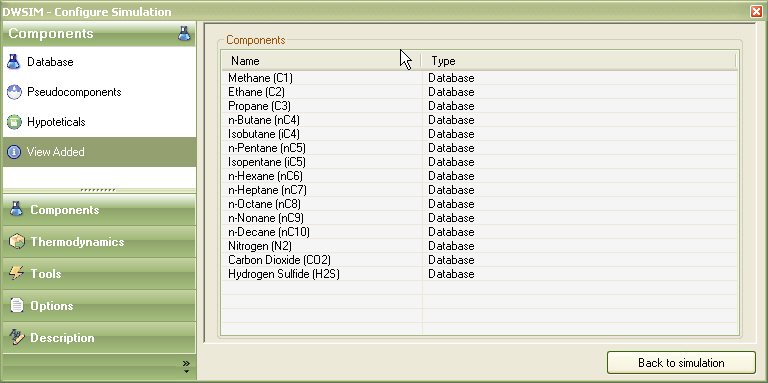 DWSIM - Configure Simulation
Components
Database
Pseudocomponents
Hypoteticals
View Added
Components
Thermodynamics
Tools
Options
Description
Components
Name Type
Methane (C1) Database
Ethane (C2) Database
Propane (C3) Database
n-Butane (nC4) Database
Isobutane (iC4) Database
n-Pentane (nC5) Database
Isopentane (iC5) Database
n-Hexane (nC6) Database
n-Heptane (nC7) Database
n-Octane (nC8) Database
n-Nonane (nC9) Database
n-Decane (nC10) Database
Nitrogen (N2) Database
Carbon Dioxide (CO2) Database
Hydrogen Sulfide (H2S) Database
Back to simulation